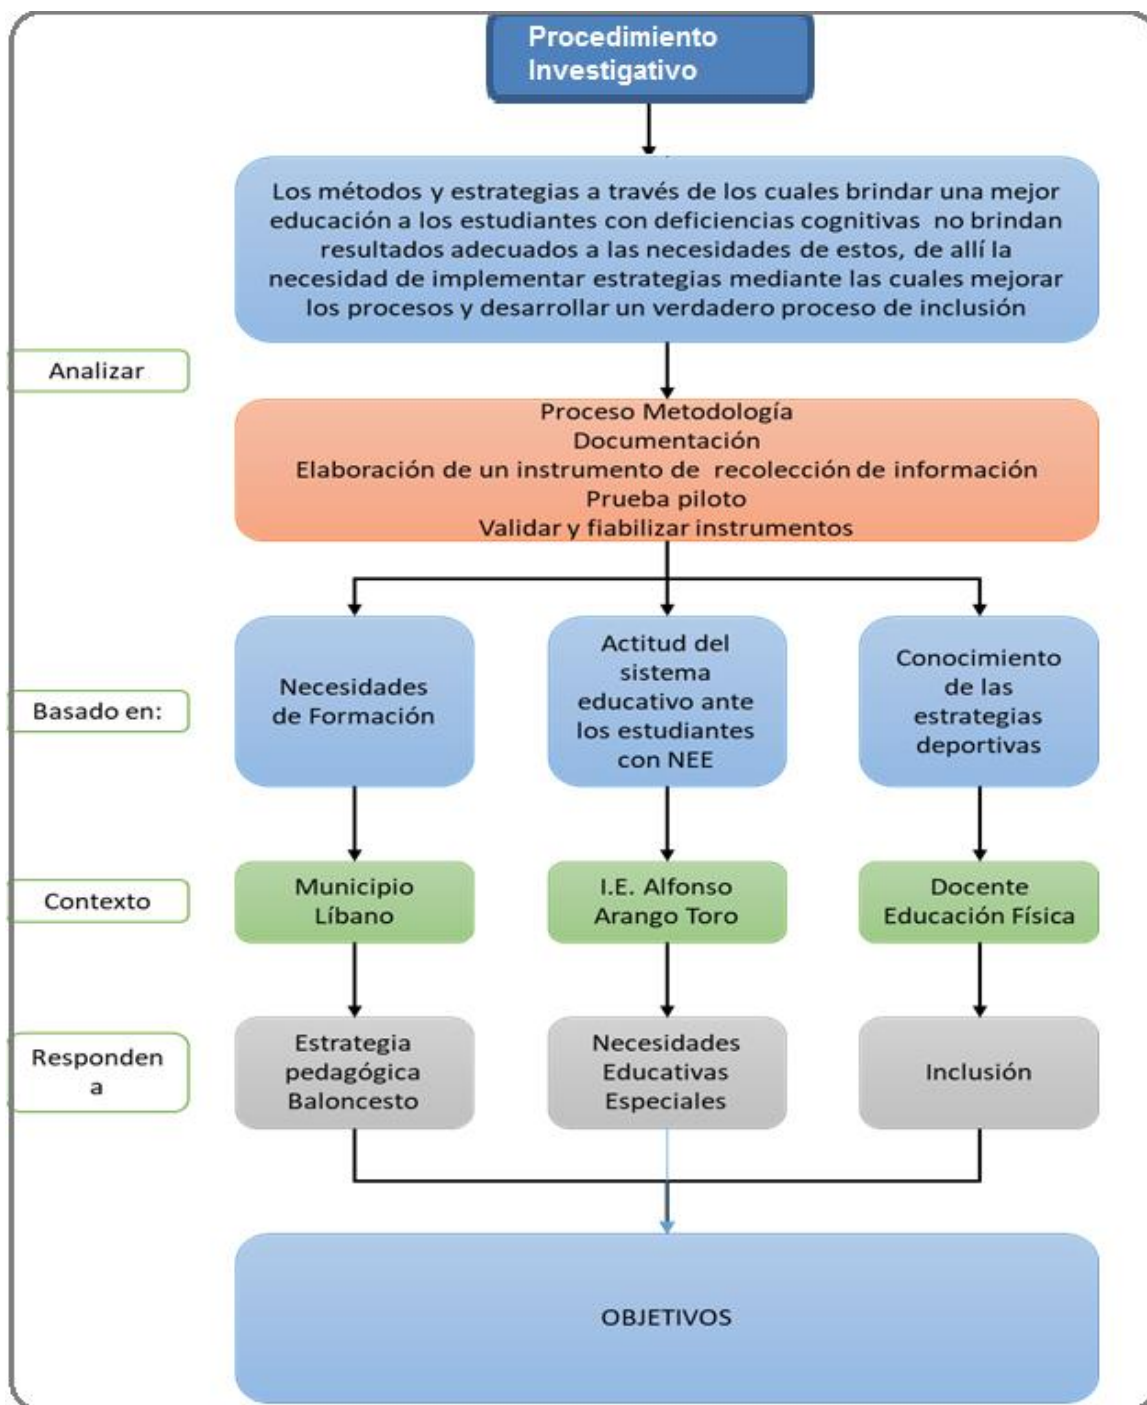 Procedimiento
Investigativo
Los métodos y estrategias a través de los cuales brindar una mejor
educación a los estudiantes con deficiencias cognitivas no brindan
resultados adecuados a las necesidades de estos, de allí la
necesidad de implementar estrategias mediante las cuales mejorar
los procesos y desarrollar un verdadero proceso de inclusión
Analizar
Proceso Metodología
Documentación
Elaboración de un instrumento de recolección de información
Prueba piloto
Validar y fiabilizar instrumentos
Basado en:
Necesidades
de Formación
Actitud del
sistema
educativo ante
los estudiantes
con NEE
Conocimiento
de las
estrategias
deportivas
Contexto
Municipio
Líbano
I.E. Alfonso
Arango Toro
Docente
Educación Física
Responden
a
Estrategia
pedagógica
Baloncesto
Necesidades
Educativas
Especiales
Inclusión
OBJETIVOS